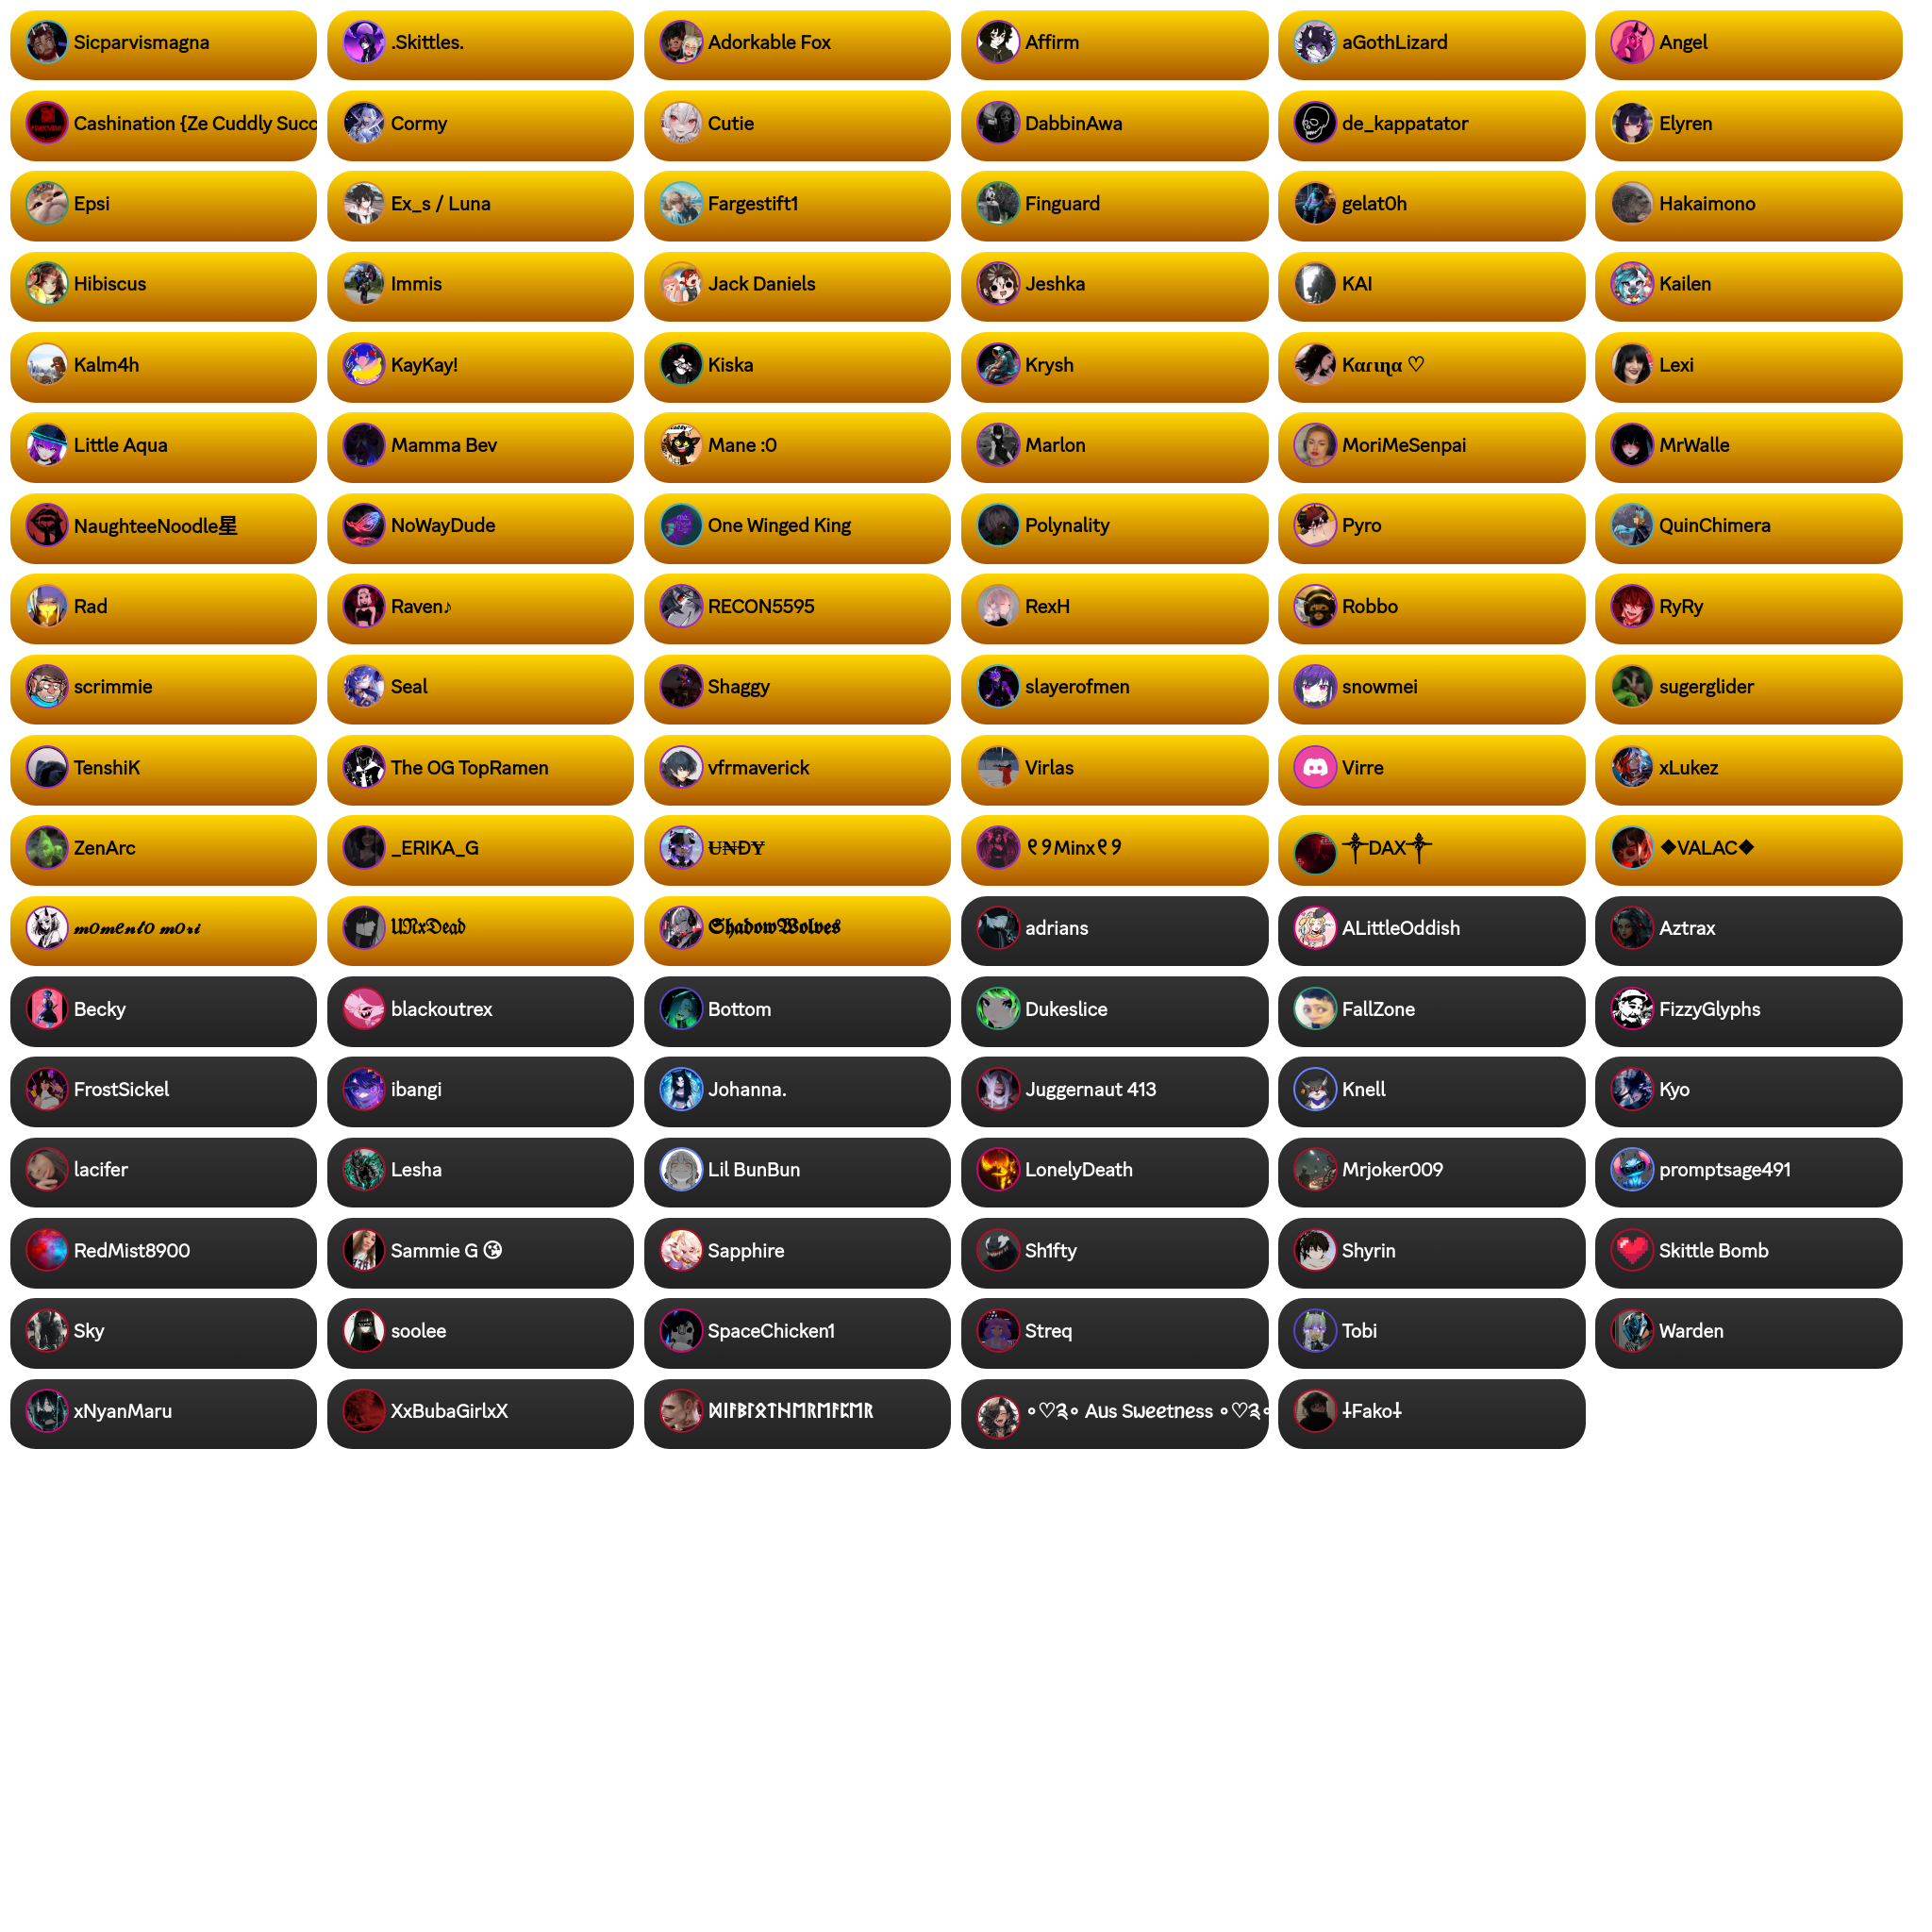 Sicparvismagna .Skittles. Adorkable Fox Affirm aGothLizard Angel
Cashination {Ze Cuddly Succ Cormy Cutie DabbinAwa de_kappatator Elyren
Epsi Ex_s / Luna Fargestift1 Finguard gelat0h Hakaimono
Hibiscus Immis Jack Daniels Jeshka KAI Kailen
Kalm4h KayKay! Kiska Krysh Kαɾιɳα ♡ Lexi
Little Aqua Mamma Bev Mane :0 Marlon MoriMeSenpai MrWalle
NaughteeNoodle星 NoWayDude One Winged King Polynality Pyro QuinChimera
Rad Raven♪ RECON5595 RexH Robbo RyRy
scrimmie Seal Shaggy slayerofmen snowmei sugerglider
TenshiK The OG TopRamen vfrmaverick Virlas Virre xLukez
ZenArc _ERIKA_G Ʉ₦ĐɎ ୧୨Minx୧୨ ༒DAX༒ ❖VALAC❖
𝓶𝓸𝓶𝓮𝓷𝓽𝓸 𝓶𝓸𝓻𝓲 𝔘𝔑𝔵𝔇𝔢𝔞𝔡 𝕾𝖍𝖆𝖉𝖔𝖜𝖂𝖔𝖑𝖛𝖊𝖘 adrians ALittleOddish Aztrax
Becky blackoutrex Bottom Dukeslice FallZone FizzyGlyphs
FrostSickel ibangi Johanna. Juggernaut 413 Knell Kyo
lacifer Lesha Lil BunBun LonelyDeath Mrjoker009 promptsage491
RedMist8900 Sammie G 😘 Sapphire Sh1fty Shyrin Skittle Bomb
Sky soolee SpaceChicken1 Streq Tobi Warden
xNyanMaru XxBubaGirlxX ∘♡༉∘ Aus Sweetness ∘♡༉∘ ⸸Fako⸸